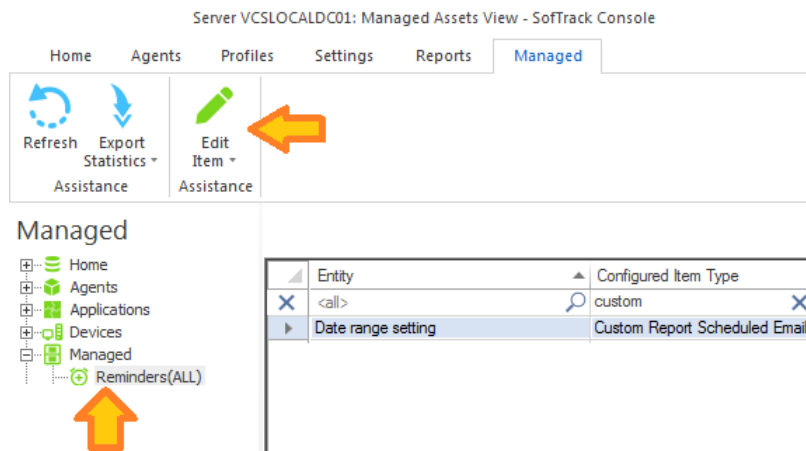 Server VCSLOCALDC01: Managed Assets View - SofTrack Console
Home Agents Profiles Settings Reports Managed
Refresh Export Statistics Edit Item
Assistance Assistance
Managed
Home
Agents
Applications
Devices
Managed
Reminders(ALL)
Entity Configured Item Type
<all> custom
Date range setting Custom Report Scheduled Email